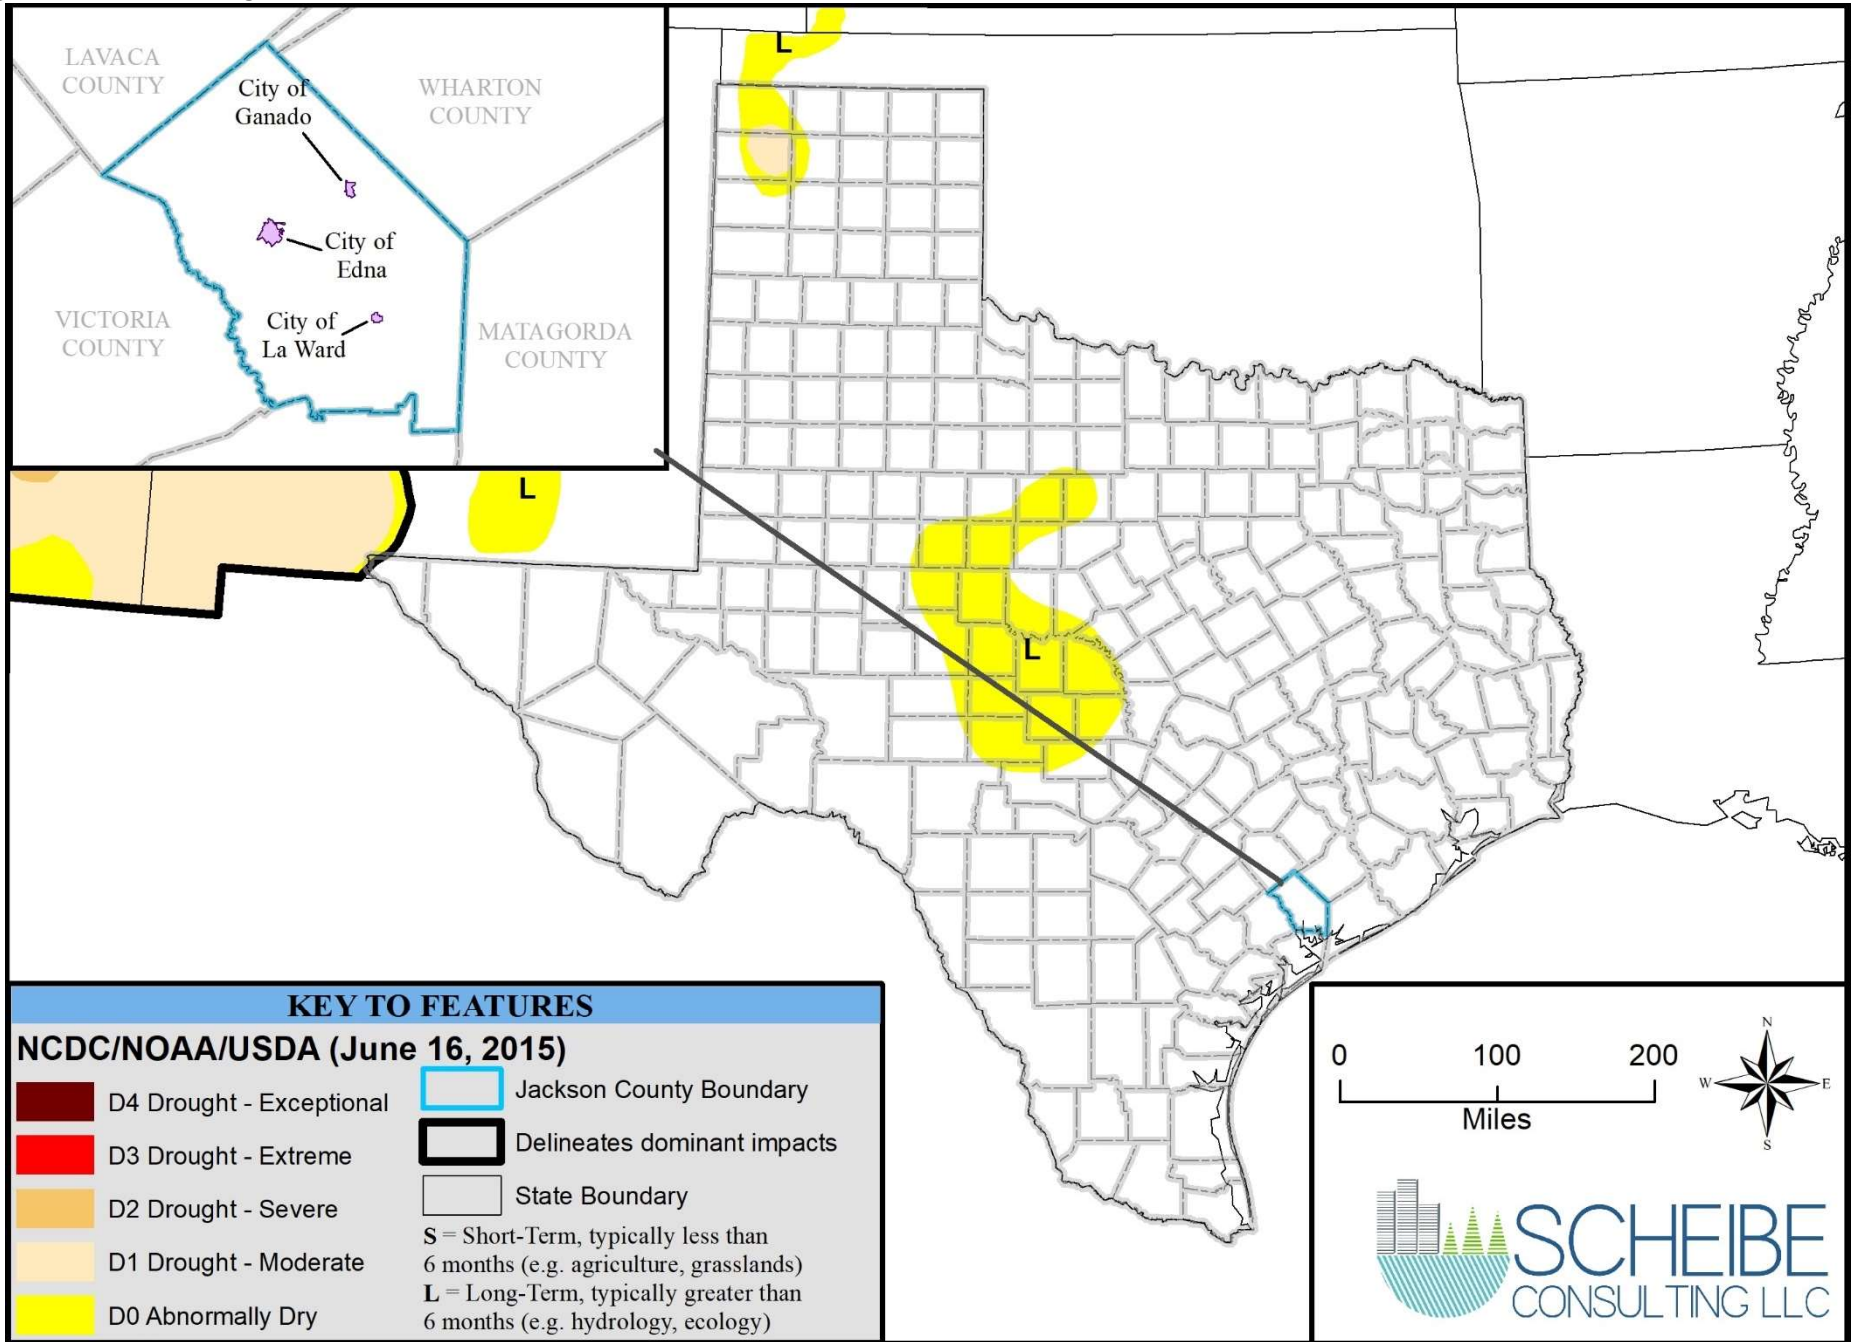 LAVACA
COUNTY
WHARTON
COUNTY
City of
Ganado
City of
Edna
VICTORIA
COUNTY
City of
La Ward
MATAGORDA
COUNTY
L
L
L
KEY TO FEATURES
NCDC/NOAA/USDA (June 16, 2015)
D4 Drought - Exceptional
D3 Drought - Extreme
D2 Drought - Severe
D1 Drought - Moderate
D0 Abnormally Dry
Jackson County Boundary
Delineates dominant impacts
State Boundary
S = Short-Term, typically less than
6 months (e.g. agriculture, grasslands)
L = Long-Term, typically greater than
6 months (e.g. hydrology, ecology)
0 100 200
Miles
N
W E
S
SCHEIBE
CONSULTING LLC